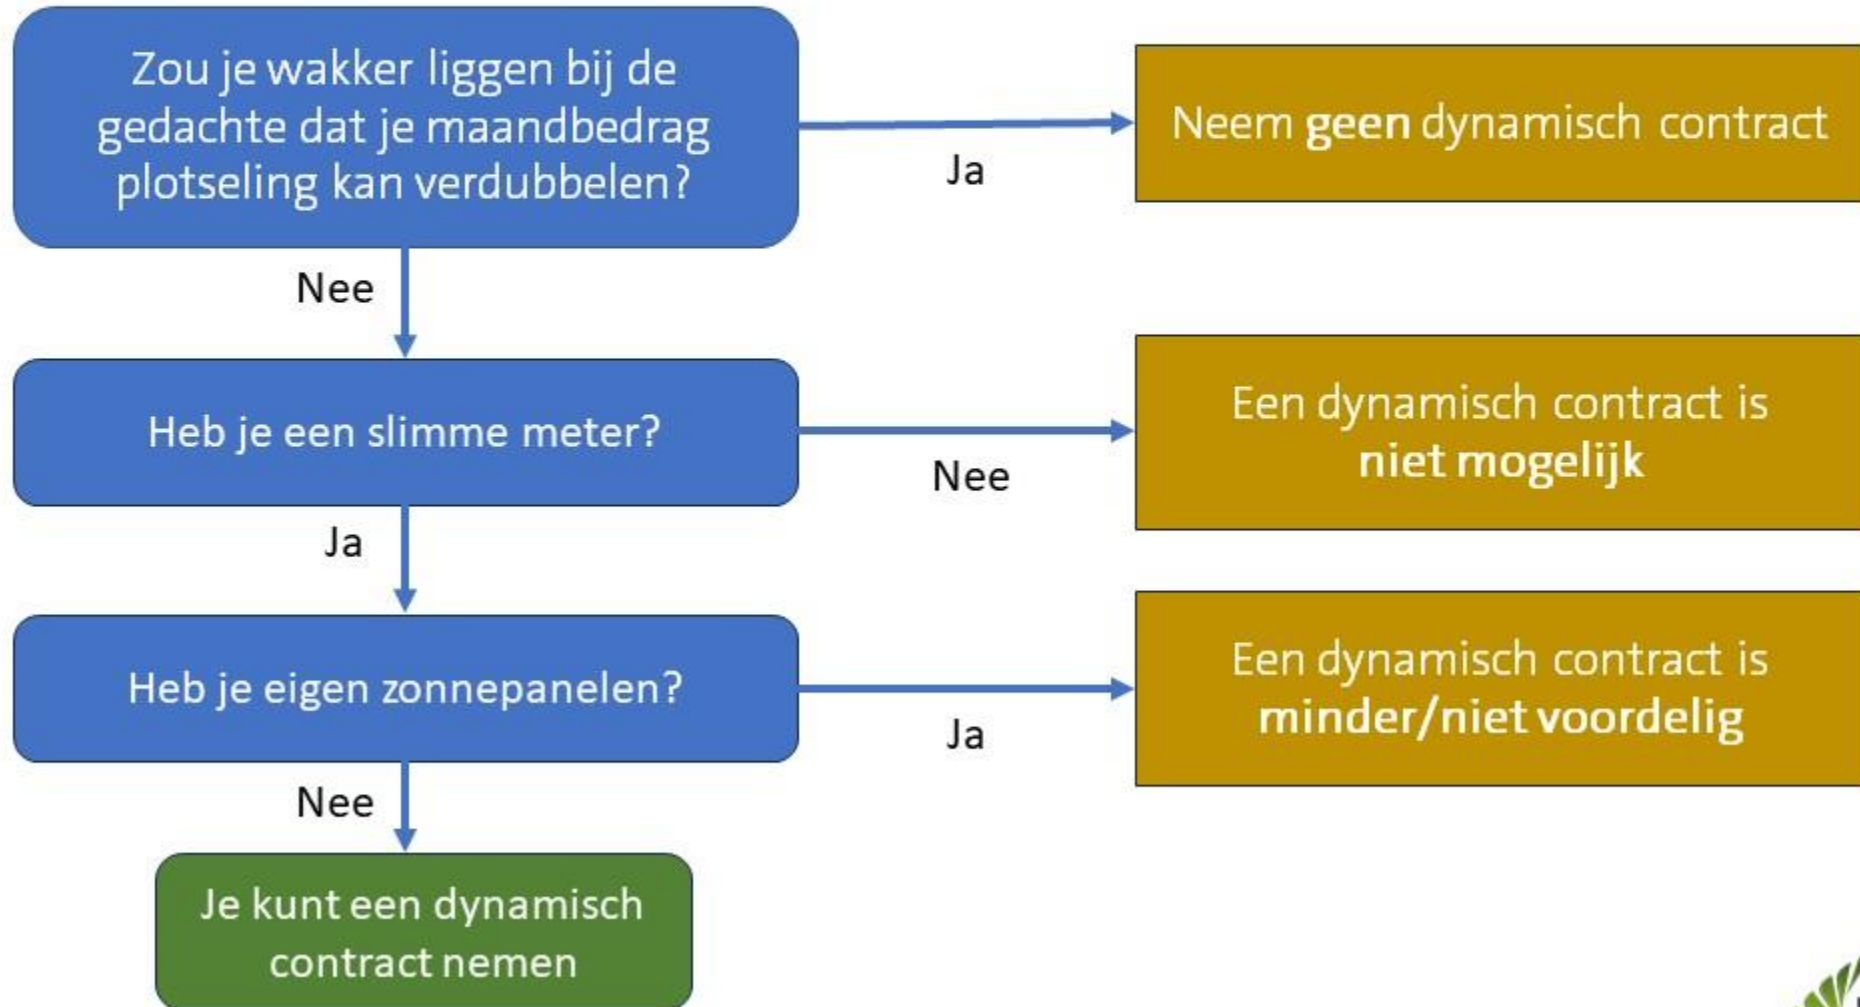 Zou je wakker liggen bij de
gedachte dat je maandbedrag
plotseling kan verdubbelen?
Ja
Neem geen dynamisch contract
Nee
Heb je een slimme meter?
Nee
Een dynamisch contract is
niet mogelijk
Ja
Heb je eigen zonnepanelen?
Ja
Een dynamisch contract is
minder/niet voordelig
Nee
Je kunt een dynamisch
contract nemen